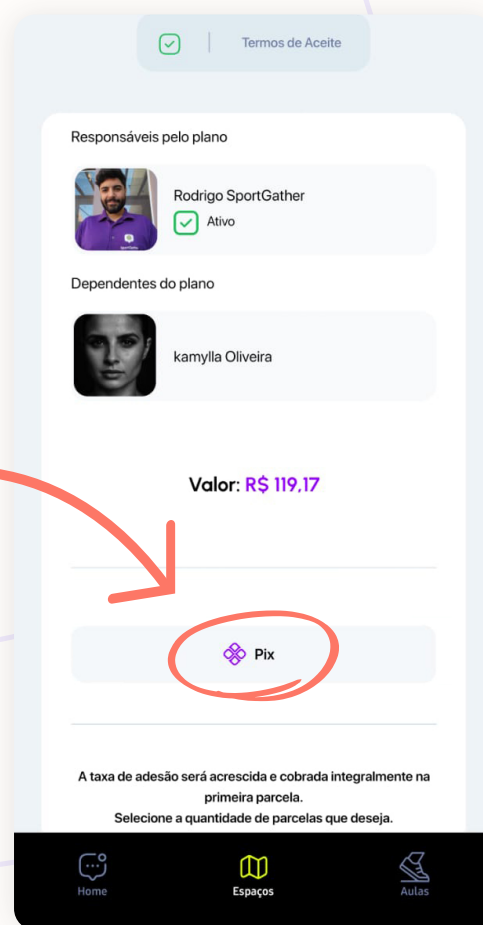 Termos de Aceite
Responsáveis pelo plano
Rodrigo SportGather
Ativo
Dependentes do plano
kamylla Oliveira
Valor: R$ 119,17
Pix
A taxa de adesão será acrescida e cobrada integralmente na
primeira parcela.
Selecione a quantidade de parcelas que deseja.
Home
Espaços
Aulas